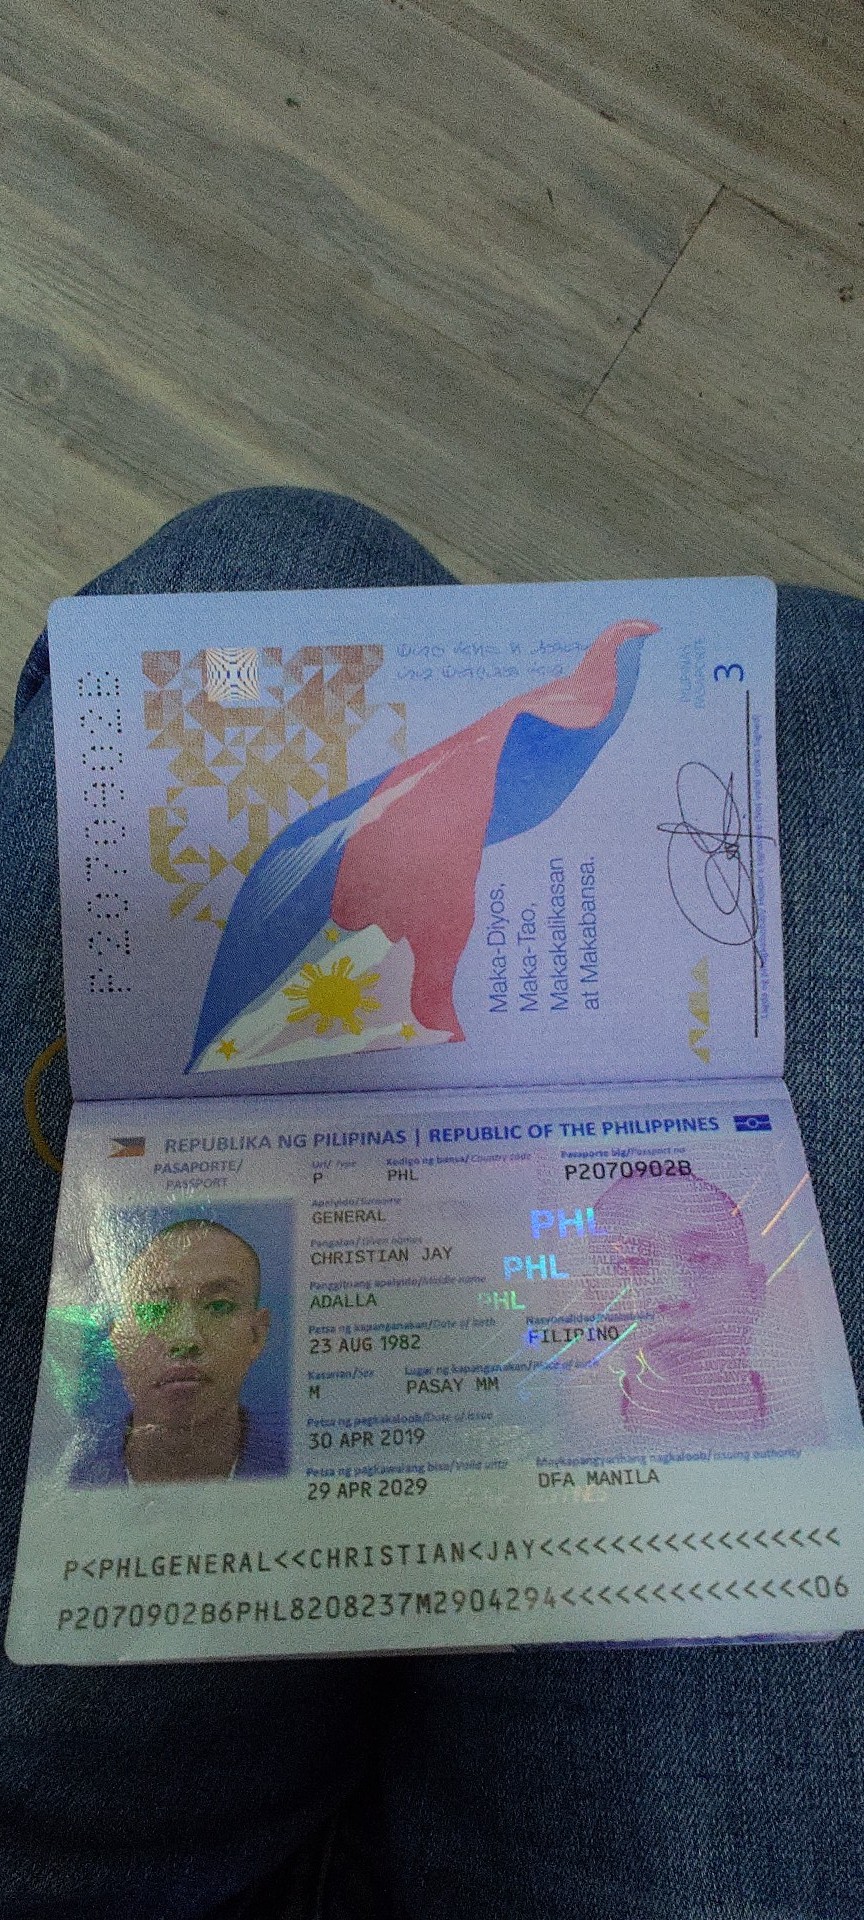 P2070902B
PILIPINAS
PASAPORTE
3
Maka-Diyos,
Maka-Tao,
Makakalikasan
at Makabansa.
REPUBLIKA NG PILIPINAS | REPUBLIC OF THE PHILIPPINES
PASAPORTE/
PASSPORT
Uri/ Type
Kodigo ng bansa/ Country code
Pasaporte blg/Passport no
P
PHL
P2070902B
Apelyido/Surname
GENERAL
Pangalan/Given names
CHRISTIAN JAY
PHL
PHL
PHL
Panggitnang apelyido/Middle name
ADALLA
Petsa ng kapanganakan/Date of birth
Nasyonalidad/Nationality
23 AUG 1982
FILIPINO
Kasarian/Sex
Lugar ng kapanganakan/Place of birth
M
PASAY MM
Petsa ng pagkakaloob/Date of issue
30 APR 2019
Petsa ng pagkawalang bisa/Valid until
Maykapangyarihang nagkaloob/Issuing authority
29 APR 2029
DFA MANILA
P<PHLGENERAL<<CHRISTIAN<JAY<<<<<<<<<<<<<<<<<
P2070902B6PHL8208237M2904294<<<<<<<<<<<<<<06